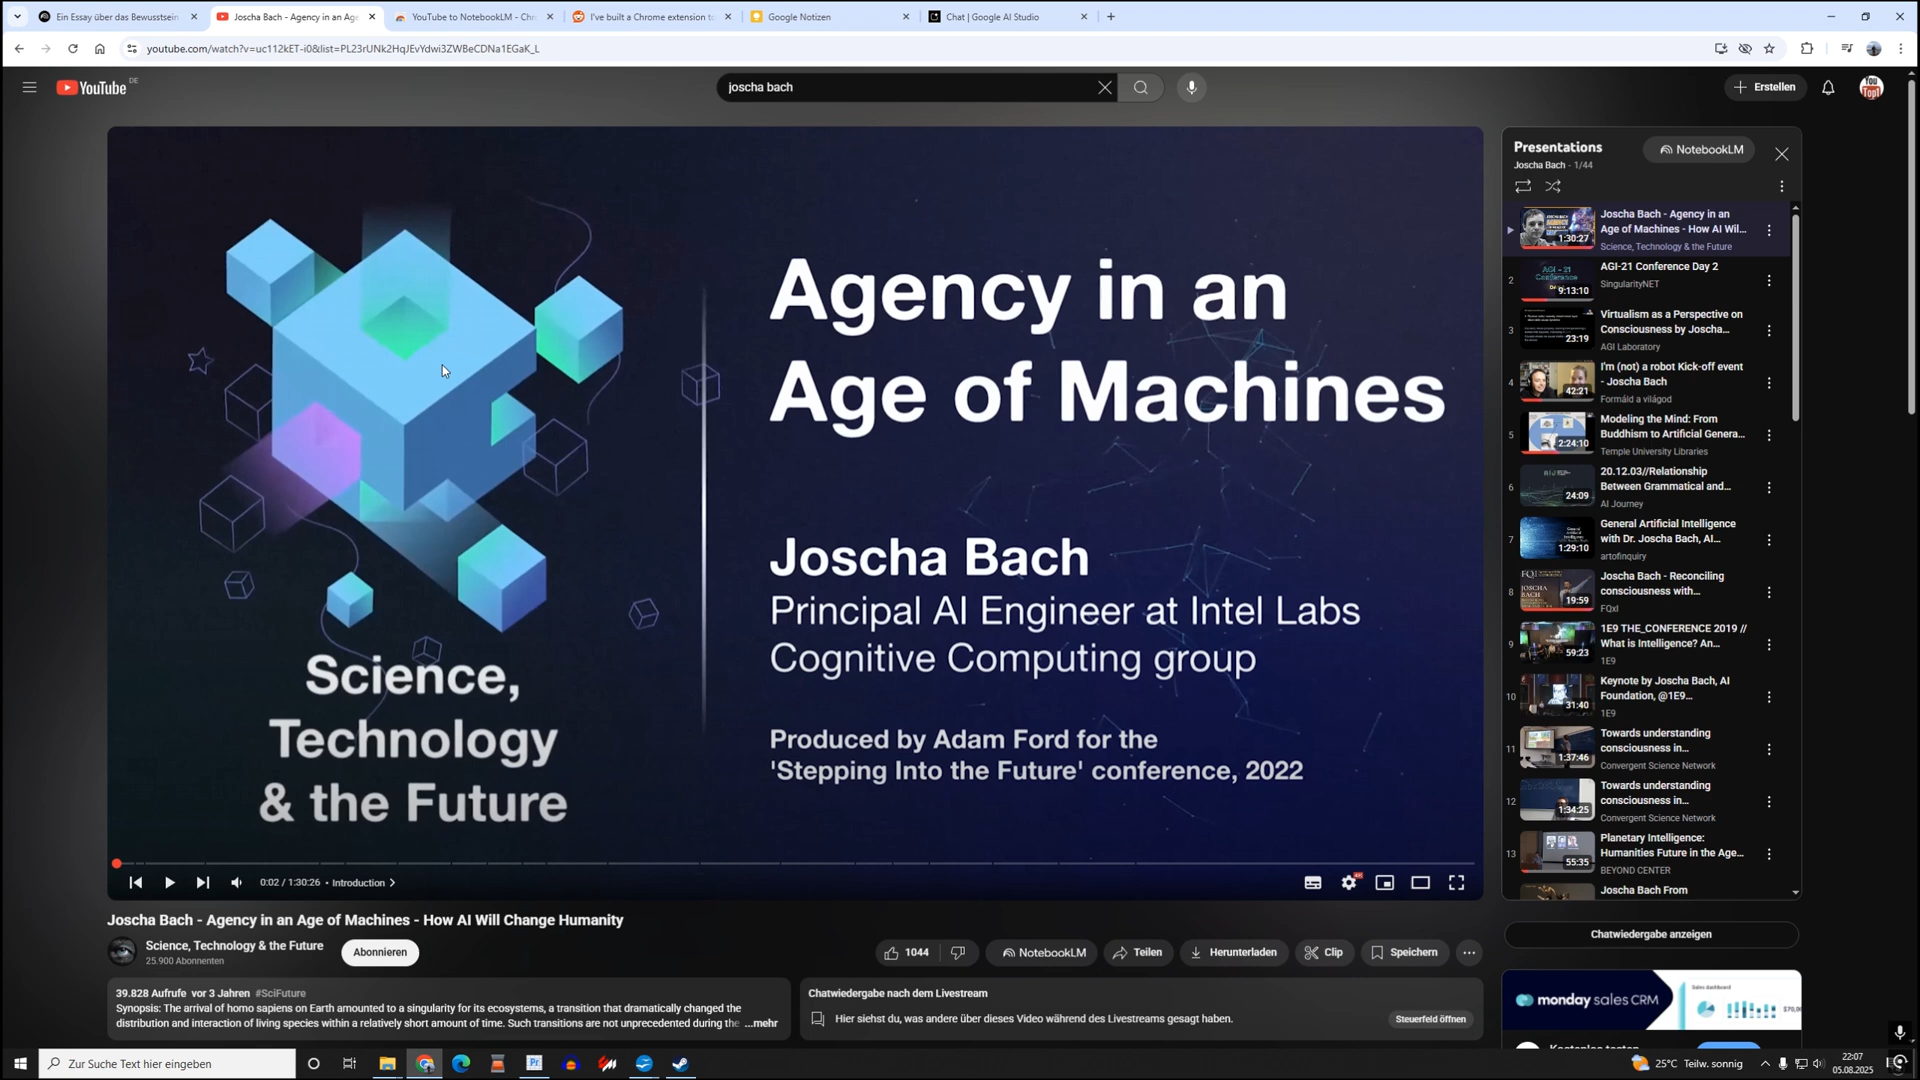 Ein Essay über das Bewusstsein
Joscha Bach - Agency in an Age
YouTube to NotebookLM - Chr
I've built a Chrome extension to
Google Notizen
Chat | Google AI Studio
youtube.com/watch?v=uc112kET-i0&list=PL23rUNk2HqJEvYdwi3ZWBeCDNa1EGaK_L
YouTube DE
joscha bach
Erstellen
Agency in an
Age of Machines
Joscha Bach
Principal AI Engineer at Intel Labs
Cognitive Computing group
Produced by Adam Ford for the
'Stepping Into the Future' conference, 2022
Science,
Technology
& the Future
0:02 / 1:30:26 • Introduction
Joscha Bach - Agency in an Age of Machines - How AI Will Change Humanity
Science, Technology & the Future
25.900 Abonnenten
Abonnieren
1044
NotebookLM
Teilen
Herunterladen
Clip
Speichern
39.828 Aufrufe vor 3 Jahren #SciFuture
Synopsis: The arrival of homo sapiens on Earth amounted to a singularity for its ecosystems, a transition that dramatically changed the
distribution and interaction of living species within a relatively short amount of time. Such transitions are not unprecedented during the ...mehr
Chatwiedergabe nach dem Livestream
Hier siehst du, was andere über dieses Video während des Livestreams gesagt haben.
Steuerfeld öffnen
Presentations
NotebookLM
Joscha Bach - 1/44
1:30:27
Joscha Bach - Agency in an
Age of Machines - How AI Wil...
Science, Technology & the Future
2
9:13:10
AGI-21 Conference Day 2
SingularityNET
3
23:19
Virtualism as a Perspective on
Consciousness by Joscha...
AGI Laboratory
4
42:21
I'm (not) a robot Kick-off event
- Joscha Bach
Formáld a világod
5
2:24:10
Modeling the Mind: From
Buddhism to Artificial Genera...
Temple University Libraries
6
24:09
20.12.03//Relationship
Between Grammatical and...
AI Journey
7
1:29:10
General Artificial Intelligence
with Dr. Joscha Bach, AI...
artofinquiry
8
19:59
Joscha Bach - Reconciling
consciousness with...
FQxI
9
59:23
1E9 THE_CONFERENCE 2019 //
What is Intelligence? An...
1E9
10
31:40
Keynote by Joscha Bach, AI
Foundation, @1E9...
1E9
11
1:37:46
Towards understanding
consciousness in...
Convergent Science Network
12
1:34:25
Towards understanding
consciousness in...
Convergent Science Network
13
55:35
Planetary Intelligence:
Humanities Future in the Age...
BEYOND CENTER
Joscha Bach From
Chatwiedergabe anzeigen
monday sales CRM
Sales dashboard
Zur Suche Text hier eingeben
25°C Teilw. sonnig
22:07
05.08.2025